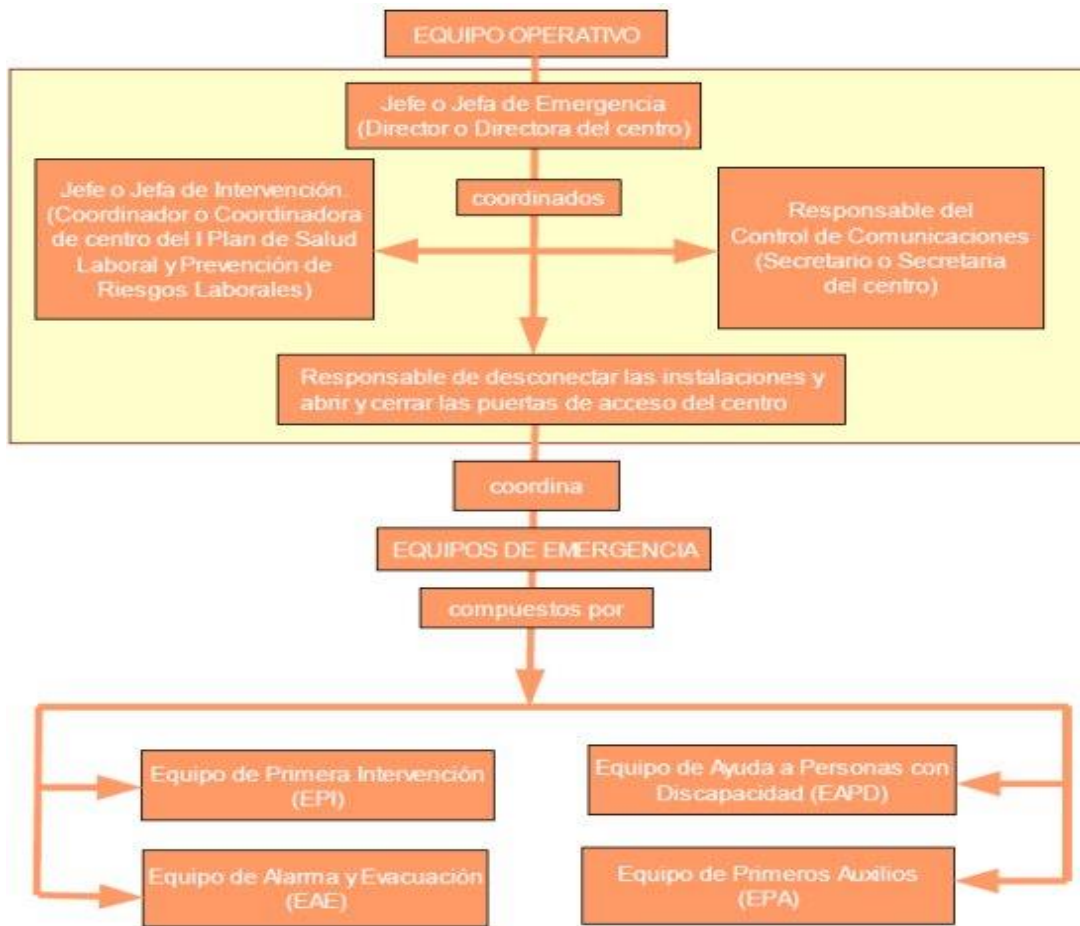 EQUIPO OPERATIVO
Jefe o Jefa de Emergencia
(Director o Directora del centro)
Jefe o Jefa de Intervención
(Coordinador o Coordinadora
de centro del I Plan de Salud
Laboral y Prevención de
Riesgos Laborales)
coordinados
Responsable del
Control de Comunicaciones
(Secretario o Secretaria
del centro)
Responsable de desconectar las instalaciones y
abrir y cerrar las puertas de acceso del centro
coordina
EQUIPOS DE EMERGENCIA
compuestos por
Equipo de Primera Intervención
(EPI)
Equipo de Ayuda a Personas con
Discapacidad (EAPD)
Equipo de Alarma y Evacuación
(EAE)
Equipo de Primeros Auxilios
(EPA)